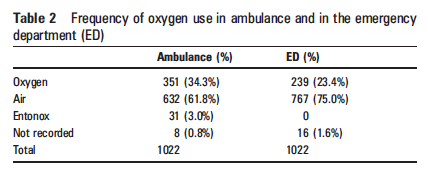 Table 2 Frequency of oxygen use in ambulance and in the emergency
department (ED)
Ambulance (%) ED (%)
Oxygen 351 (34.3%) 239 (23.4%)
Air 632 (61.8%) 767 (75.0%)
Entonox 31 (3.0%) 0
Not recorded 8 (0.8%) 16 (1.6%)
Total 1022 1022